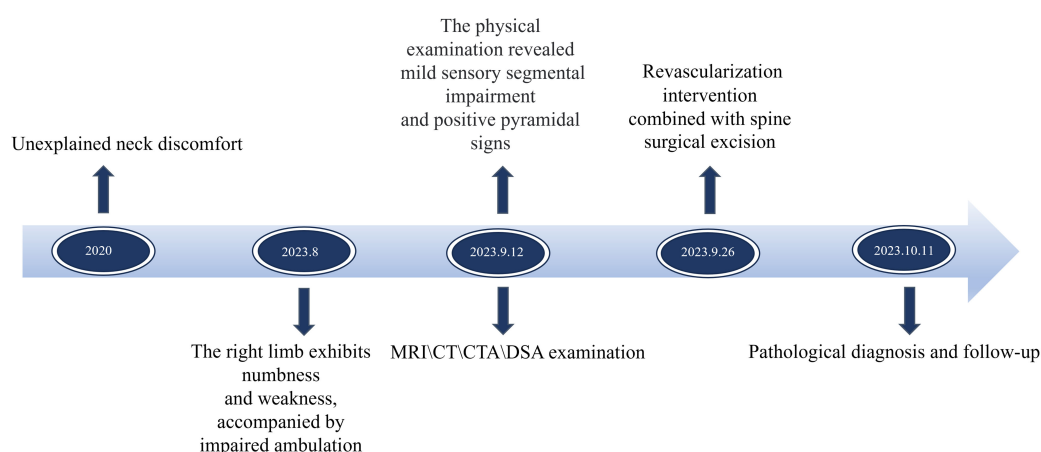 The physical
examination revealed
mild sensory segmental
impairment
and positive pyramidal
signs
Revascularization
intervention
combined with spine
surgical excision
Unexplained neck discomfort
2020
2023.8
2023.9.12
2023.9.26
2023.10.11
The right limb exhibits
numbness
and weakness,
accompanied by
impaired ambulation
MRI\CT\CTA\DSA examination
Pathological diagnosis and follow-up